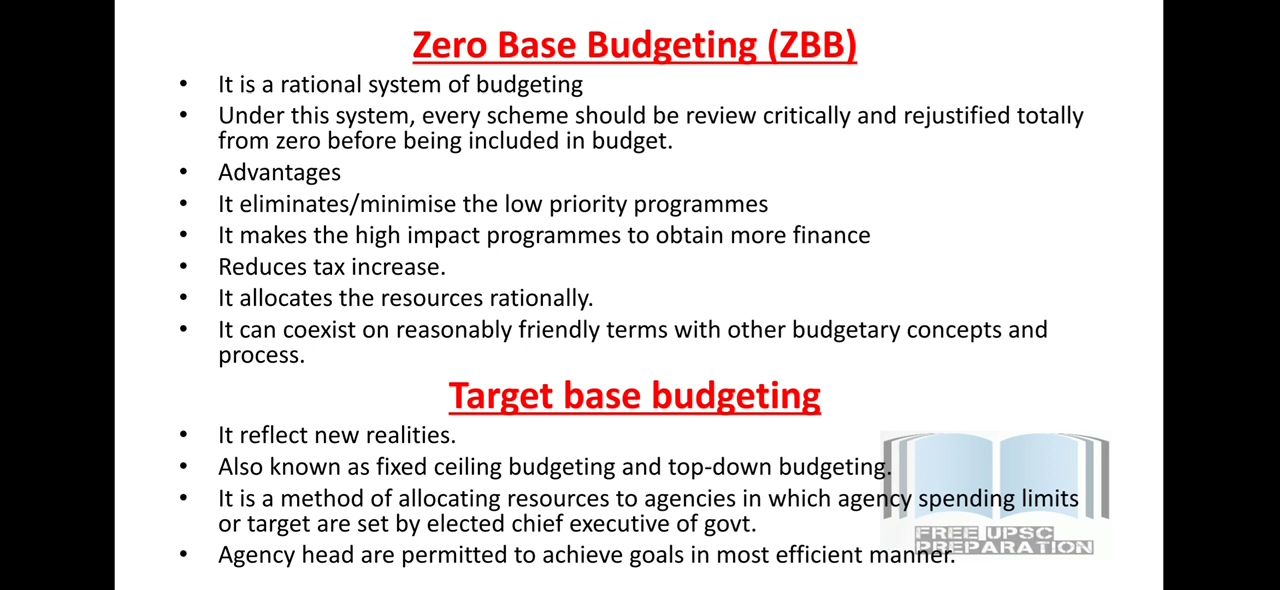 Zero Base Budgeting (ZBB)
• It is a rational system of budgeting
• Under this system, every scheme should be review critically and rejustified totally
from zero before being included in budget.
• Advantages
• It eliminates/minimise the low priority programmes
• It makes the high impact programmes to obtain more finance
• Reduces tax increase.
• It allocates the resources rationally.
• It can coexist on reasonably friendly terms with other budgetary concepts and
process.
Target base budgeting
• It reflect new realities.
• Also known as fixed ceiling budgeting and top-down budgeting.
• It is a method of allocating resources to agencies in which agency spending limits
or target are set by elected chief executive of govt.
• Agency head are permitted to achieve goals in most efficient manner.
FREE UPSC
PREPARATION